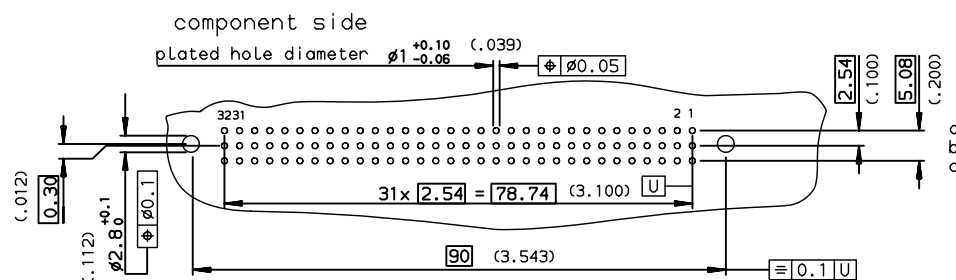 component side
plated hole diameter ø1 +0.10 -0.06 (.039)
⌖ ø0.05
3231
2 1
2.54 (.100)
5.08 (.200)
b
31x 2.54 = 78.74 (3.100)
U
0.30 (.012)
ø2.8 +0.1 0 (.112)
⌖ ø0.1
90 (3.543)
⌯ 0.1 U